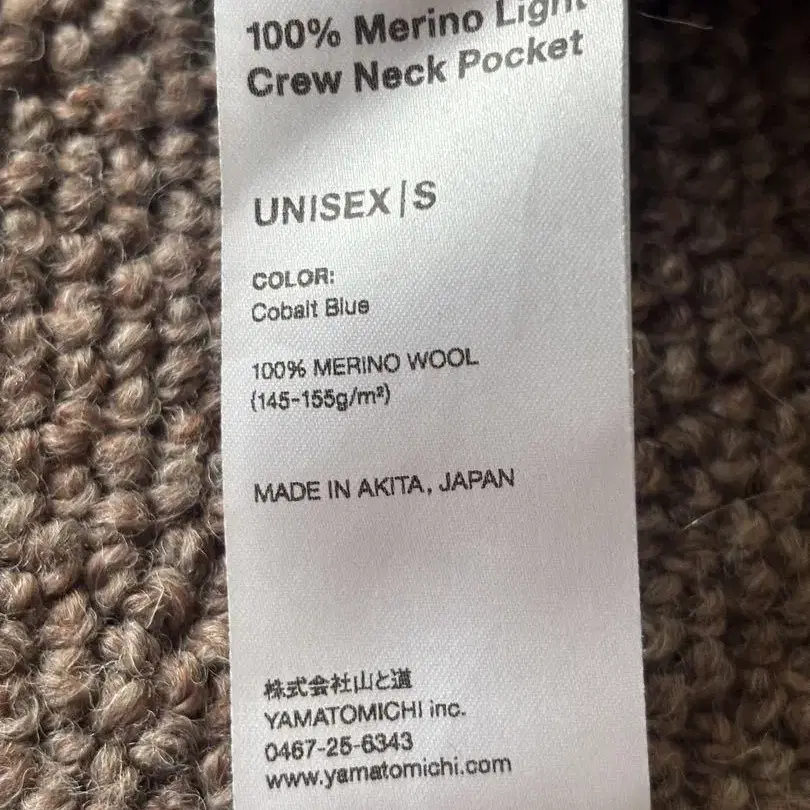 100% Merino Light
Crew Neck Pocket
UNISEX|S
COLOR:
Cobalt Blue
100% MERINO WOOL
(145-155g/m²)
MADE IN AKITA, JAPAN
株式会社山と道
YAMATOMICHI inc.
0467-25-6343
www.yamatomichi.com